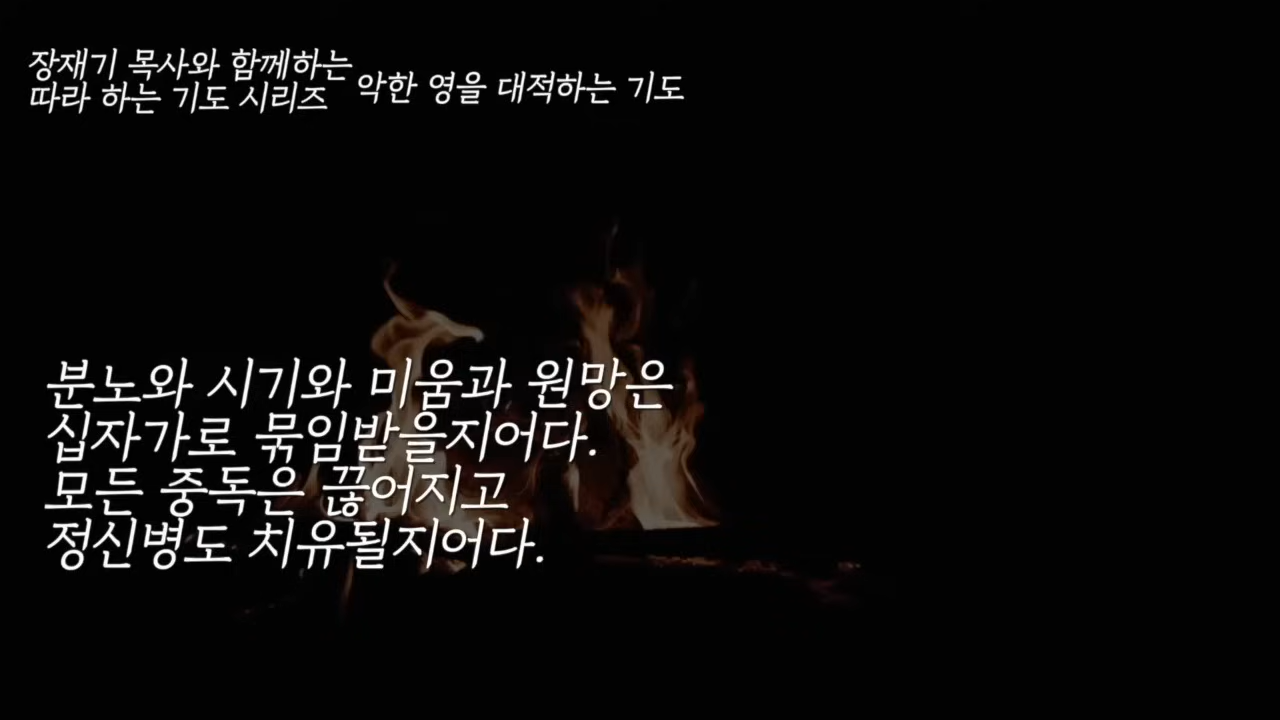 장재기 목사와 함께하는
따라 하는 기도 시리즈
악한 영을 대적하는 기도
분노와 시기와 미움과 원망은
십자가로 묶임받을지어다.
모든 중독은 끊어지고
정신병도 치유될지어다.